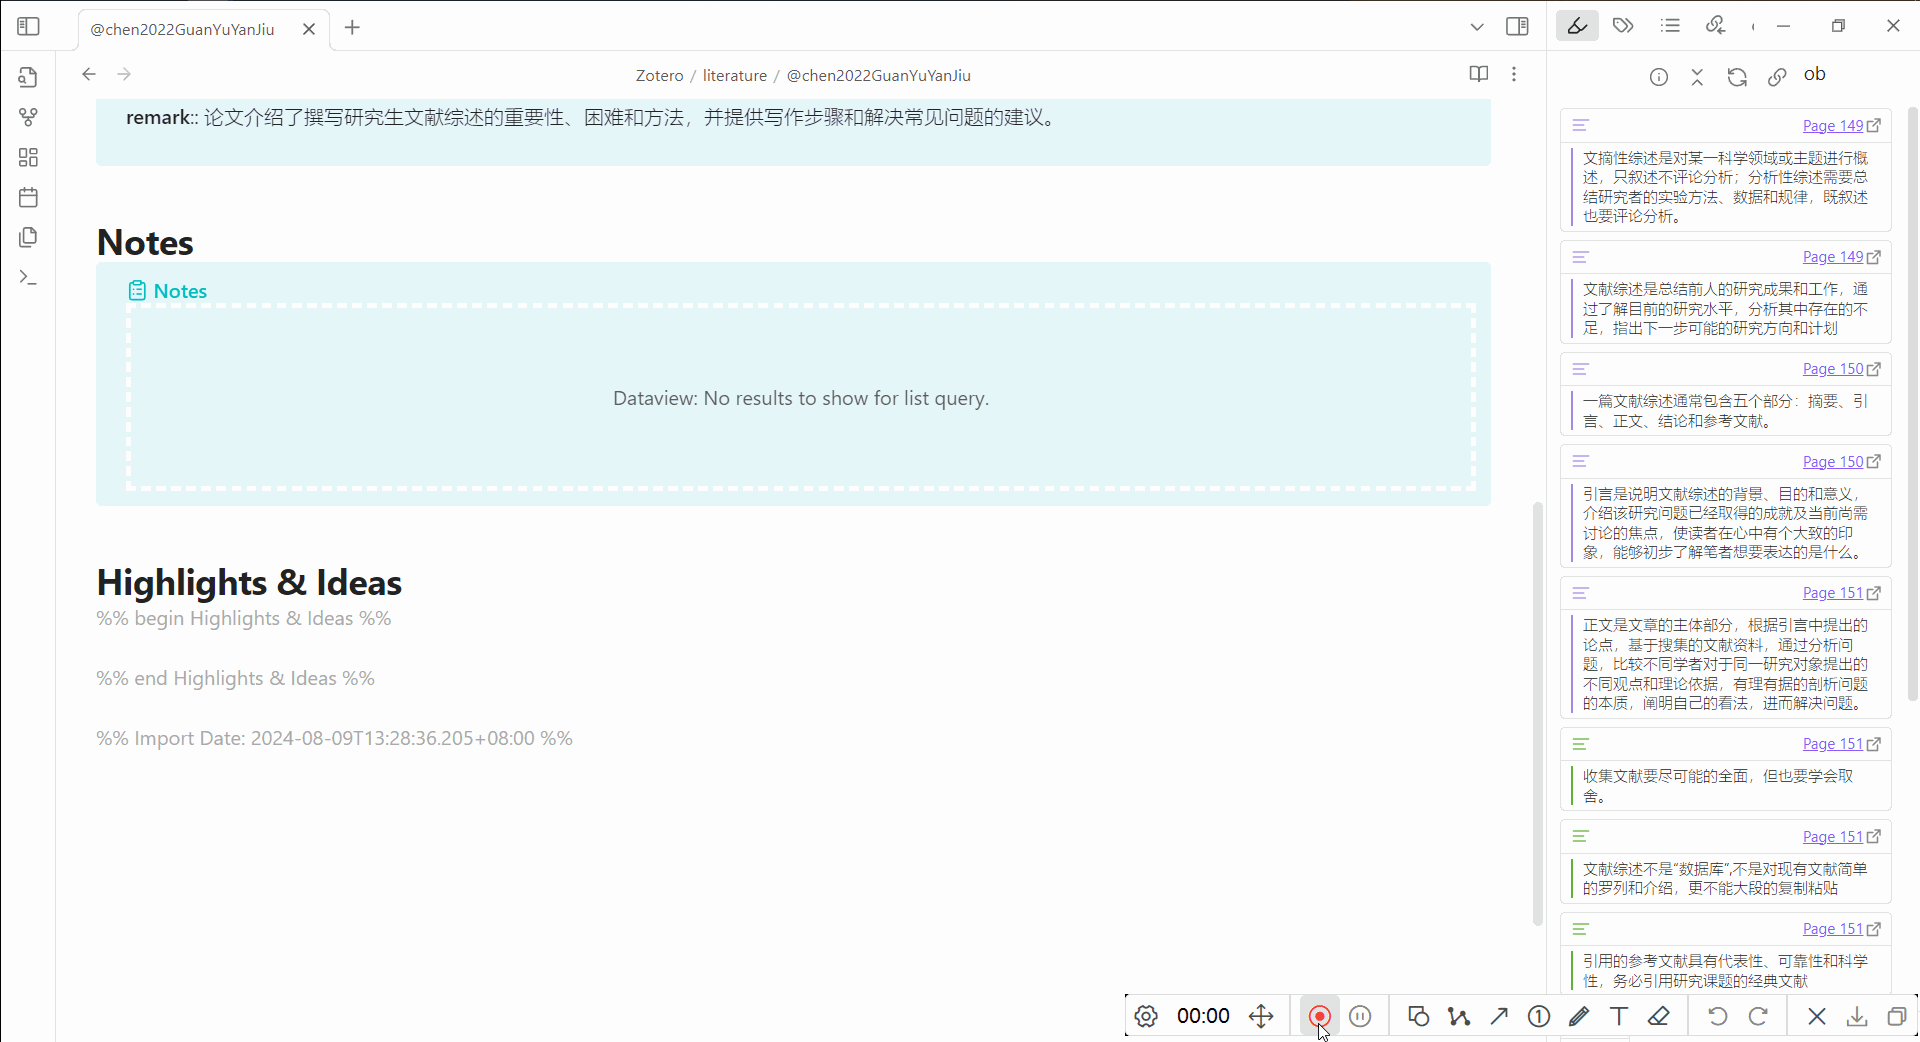 @chen2022GuanYuYanJiu
Zotero / literature / @chen2022GuanYuYanJiu
ob
remark:: 论文介绍了撰写研究生文献综述的重要性、困难和方法，并提供写作步骤和解决常见问题的建议。
Notes
Notes
Dataview: No results to show for list query.
Highlights & Ideas
%% begin Highlights & Ideas %%
%% end Highlights & Ideas %%
%% Import Date: 2024-08-09T13:28:36.205+08:00 %%
Page 149
文摘性综述是对某一科学领域或主题进行概
述，只叙述不评论分析；分析性综述需要总
结研究者的实验方法、数据和规律，既叙述
也要评论分析。
Page 149
文献综述是总结前人的研究成果和工作，通
过了解目前的研究水平，分析其中存在的不
足，指出下一步可能的研究方向和计划
Page 150
一篇文献综述通常包含五个部分：摘要、引
言、正文、结论和参考文献。
Page 150
引言是说明文献综述的背景、目的和意义，
介绍该研究问题已经取得的成就及当前尚需
讨论的焦点，使读者在心中有个大致的印
象，能够初步了解笔者想要表达的是什么。
Page 151
正文是文章的主体部分，根据引言中提出的
论点，基于搜集的文献资料，通过分析问
题，比较不同学者对于同一研究对象提出的
不同观点和理论依据，有理有据的剖析问题
的本质，阐明自己的看法，进而解决问题。
Page 151
收集文献要尽可能的全面，但也要学会取
舍。
Page 151
文献综述不是“数据库”,不是对现有文献简单
的罗列和介绍，更不能大段的复制粘贴
Page 151
引用的参考文献具有代表性、可靠性和科学
性，务必引用研究课题的经典文献
00:00